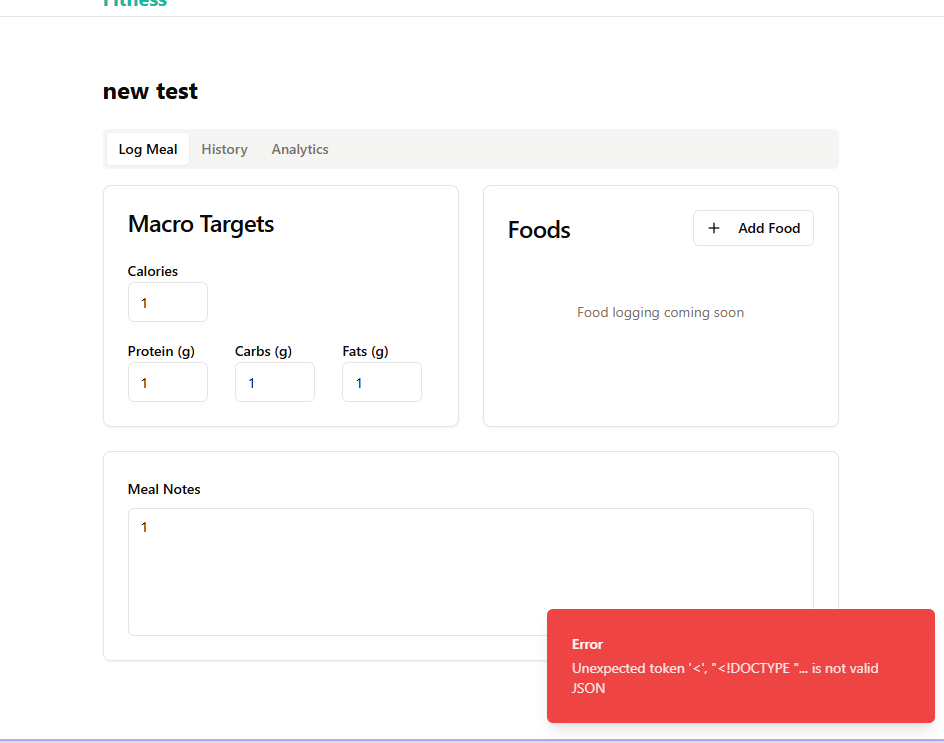 Fitness
new test
Log Meal History Analytics
Macro Targets
Calories
1
Protein (g) Carbs (g) Fats (g)
1 1 1
Foods
+ Add Food
Food logging coming soon
Meal Notes
1
Error
Unexpected token '<', "<!DOCTYPE "... is not valid
JSON